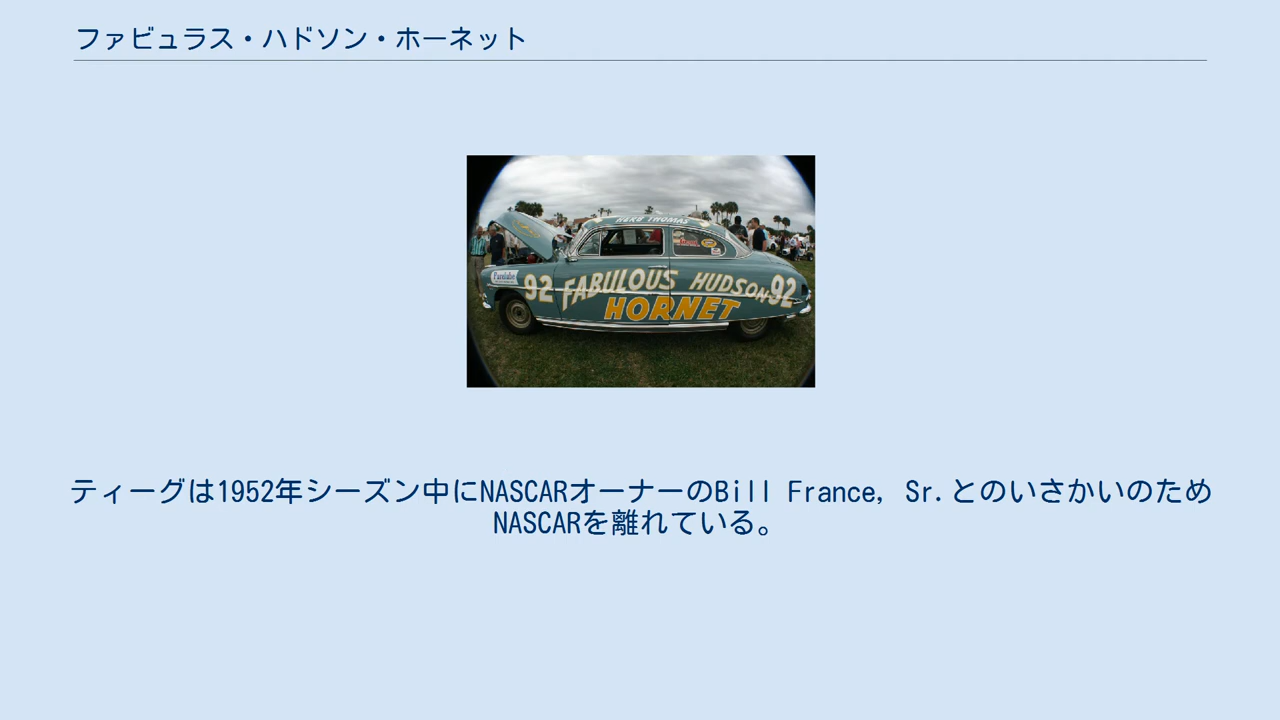 ファビュラス・ハドソン・ホーネット
HERB THOMAS
92 FABULOUS HUDSON 92
HORNET
ティーグは1952年シーズン中にNASCARオーナーのBill France, Sr.とのいさかいのため
NASCARを離れている。